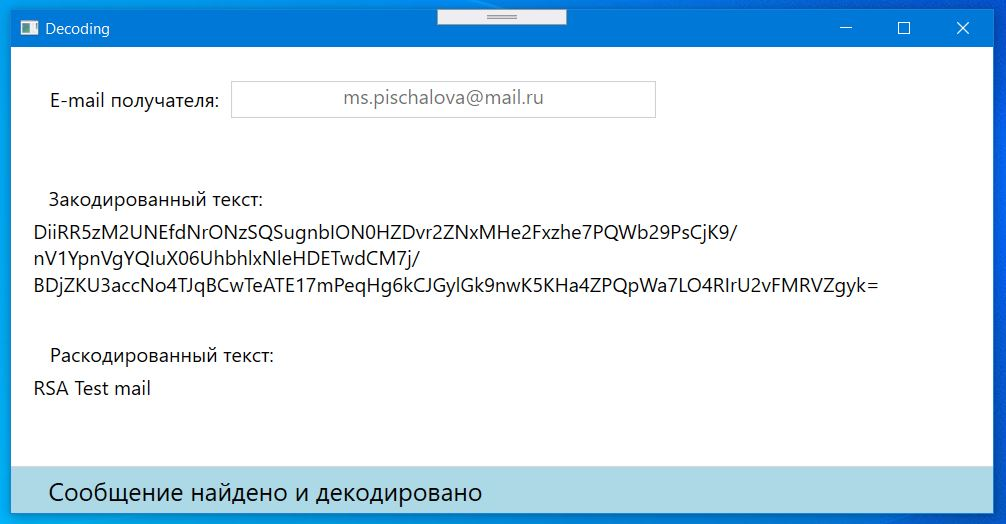 Decoding
E-mail получателя:
ms.pischalova@mail.ru
Закодированный текст:
DiiRR5zM2UNEfdNrONzSQSugnbION0HZDvr2ZNxMHe2Fxzhe7PQWb29PsCjK9/
nV1YpnVgYQIuX06UhbhlxNleHDETwdCM7j/
BDjZKU3accNo4TJqBCwTeATE17mPeqHg6kCJGylGk9nwK5KHa4ZPQpWa7LO4RIrU2vFMRVZgyk=
Раскодированный текст:
RSA Test mail
Сообщение найдено и декодировано